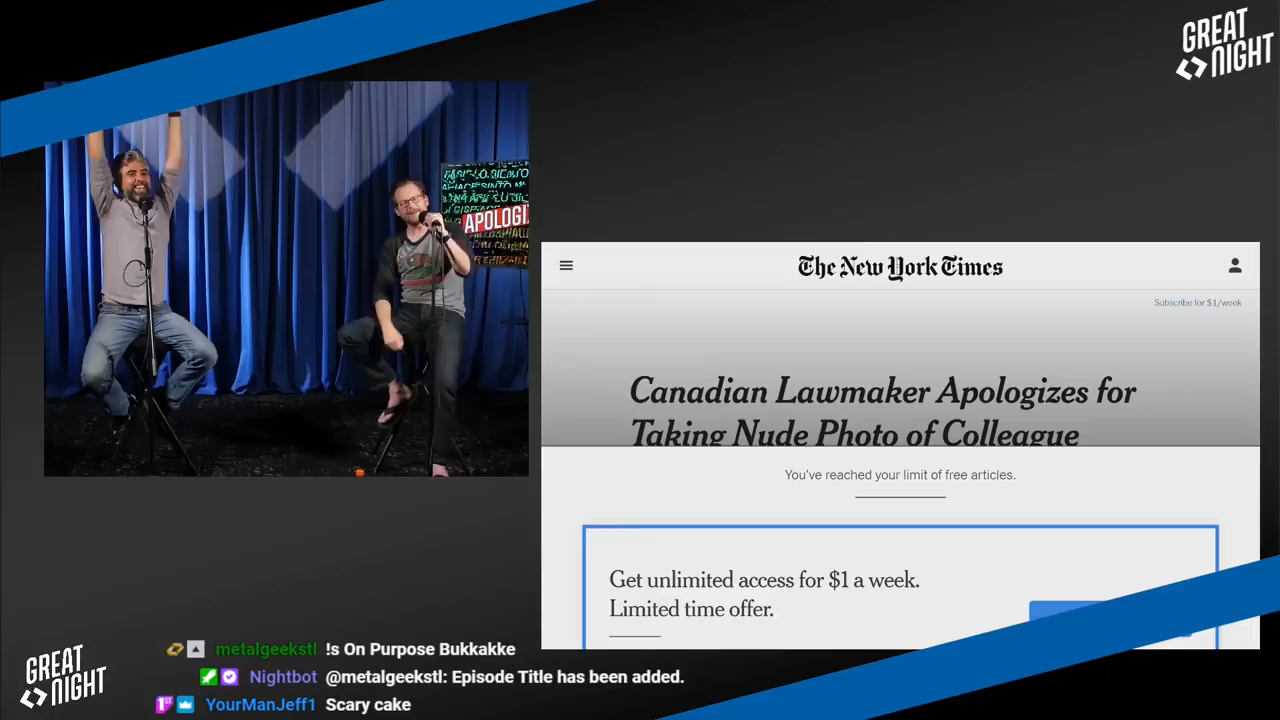 GREAT
NIGHT
APOLOGI
The New York Times
Subscribe for $1/week
Canadian Lawmaker Apologizes for
Taking Nude Photo of Colleague
You've reached your limit of free articles.
Get unlimited access for $1 a week.
Limited time offer.
GREAT
NIGHT
metalgeekstl !s On Purpose Bukkakke
Nightbot @metalgeekstl: Episode Title has been added.
1ST YourManJeff1 Scary cake